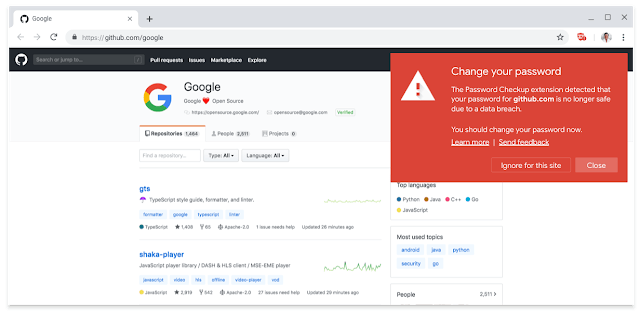 Google
https://github.com/google
Search or jump to...
/
Pull requests Issues Marketplace Explore
Google
Google ❤️ Open Source
https://opensource.google.com/ opensource@google.com Verified
Repositories 1,464 People 2,511 Projects 0
Find a repository... Type: All Language: All
gts
TypeScript style guide, formatter, and linter.
formatter google typescript linter
TypeScript 1,408 85 Apache-2.0 1 issue need help Updated 26 minutes ago
shaka-player
JavaScript player library / DASH & HLS client / MSE-EME player
javascript video hls offline video-player vod
JavaScript 2,819 542 Apache-2.0 27 issues need help Updated 29 minutes ago
Change your password
The Password Checkup extension detected that
your password for github.com is no longer safe
due to a data breach.
You should change your password now.
Learn more | Send feedback
Ignore for this site Close
Top languages
Python Java C++ Go
JavaScript
Most used topics
android java python
security go
People 2,511